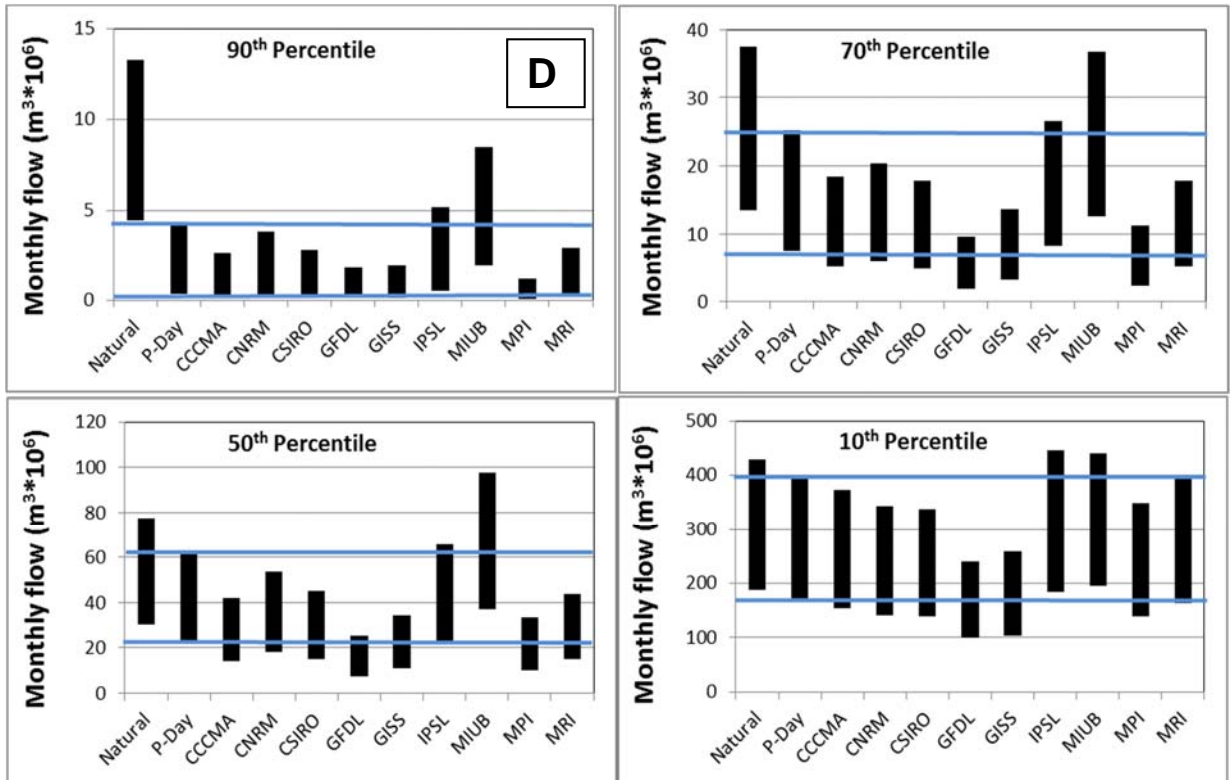 90th Percentile
D
Monthly flow (m3*106)
15
10
5
0
Natural
P-Day
CCCMA
CNRM
CSIRO
GFDL
GISS
IPSL
MIUB
MPI
MRI
70th Percentile
Monthly flow (m3*106)
40
30
20
10
0
Natural
P-Day
CCCMA
CNRM
CSIRO
GFDL
GISS
IPSL
MIUB
MPI
MRI
50th Percentile
Monthly flow (m3*106)
120
100
80
60
40
20
0
Natural
P-Day
CCCMA
CNRM
CSIRO
GFDL
GISS
IPSL
MIUB
MPI
MRI
10th Percentile
Monthly flow (m3*106)
500
400
300
200
100
0
Natural
P-Day
CCCMA
CNRM
CSIRO
GFDL
GISS
IPSL
MIUB
MPI
MRI